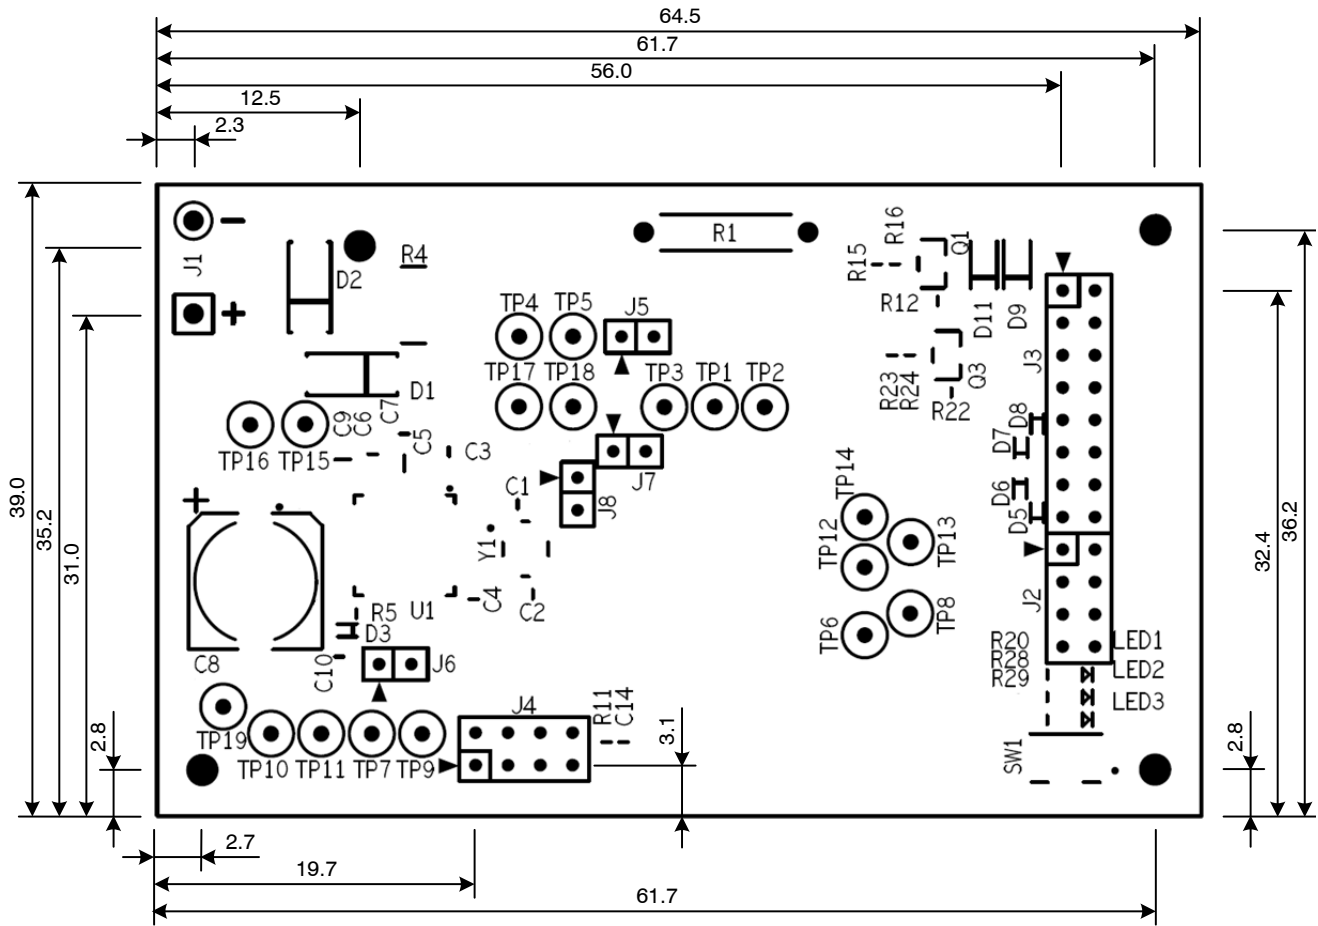 64.5
61.7
56.0
12.5
2.3
39.0
35.2
31.0
2.8
36.2
32.4
2.8
J1
−
+
D2
R4
R1
R15
R16
Q1
R12
D11
D9
TP4
TP5
J5
TP17
TP18
TP3
TP1
TP2
J3
Q3
R23
R24
R22
D1
C9
C6
C7
C5
C3
TP16
TP15
D8
D7
D6
D5
J7
J8
C1
TP14
TP12
TP13
+
Y1
U1
C4
C2
R5
D3
C10
J6
C8
TP6
TP8
J2
R20
R28
R29
LED1
LED2
LED3
SW1
TP19
TP10
TP11
TP7
TP9
J4
R11
C14
3.1
2.7
19.7
61.7